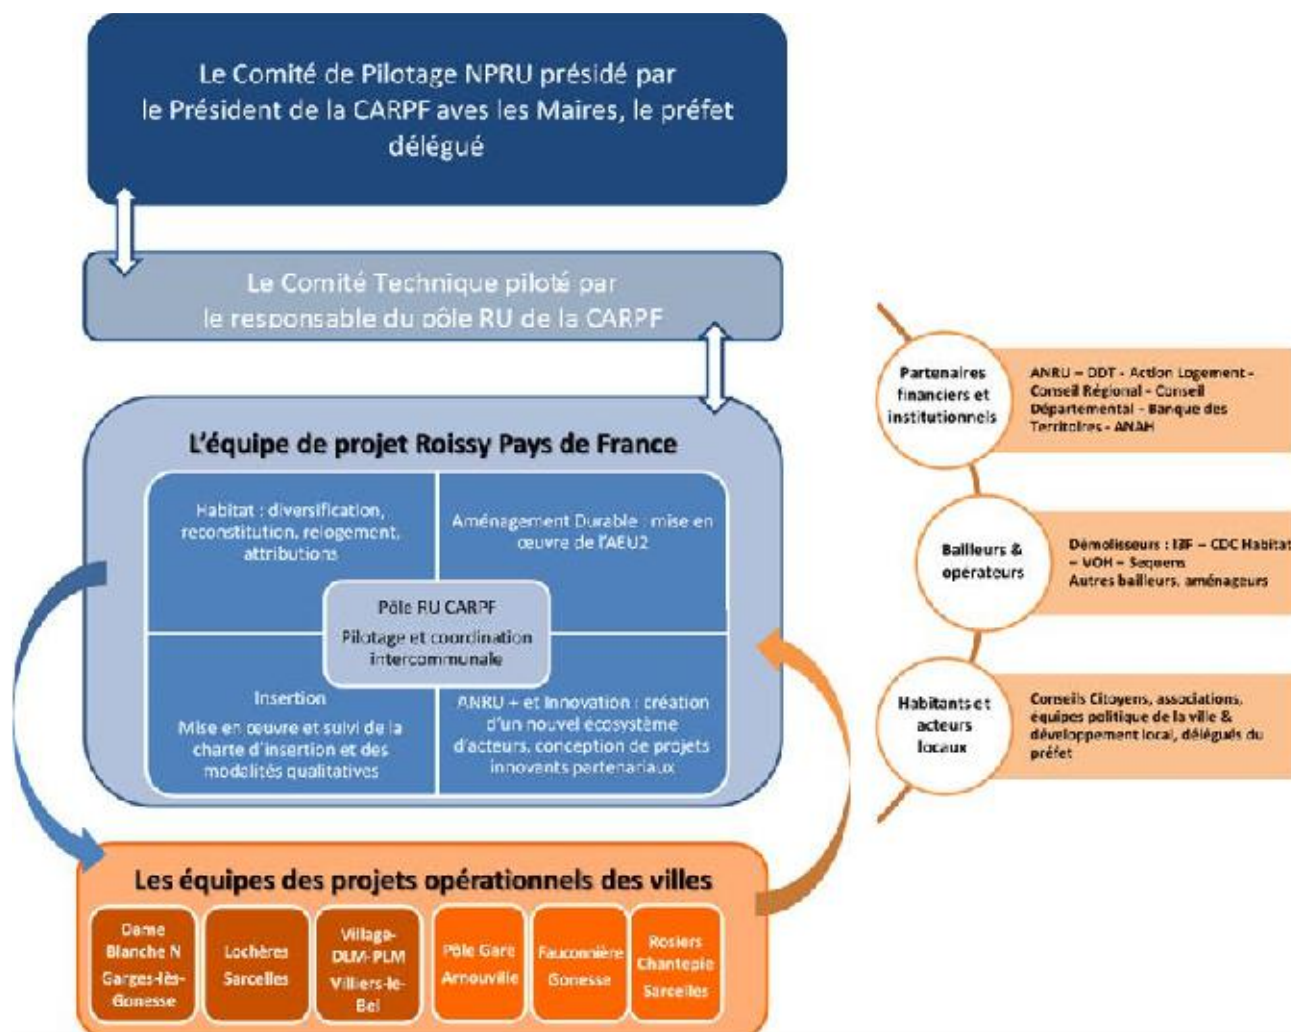 Le Comité de Pilotage NPRU présidé par
le Président de la CARPF aves les Maires, le préfet
délégué
Le Comité Technique piloté par
le responsable du pôle RU de la CARPF
L'équipe de projet Roissy Pays de France
Habitat : diversification,
reconstitution, relogement,
attributions
Aménagement Durable : mise en
œuvre de l'AEU2
Pôle RU CARPF
Pilotage et coordination
intercommunale
Insertion
Mise en œuvre et suivi de la
charte d'insertion et des
modalités qualitatives
ANRU + et Innovation : création
d'un nouvel écosystème
d'acteurs, conception de projets
innovants partenariaux
Les équipes des projets opérationnels des villes
Dame
Blanche N
Garges-lès-
Gonesse
Lochères
Sarcelles
Village-
DLM-PLM
Villiers-le-
Bel
Pôle Gare
Arnouville
Fauconnière
Gonesse
Rosiers
Chantepie
Sarcelles
Partenaires
financiers et
institutionnels
ANRU – DDT - Action Logement -
Conseil Régional - Conseil
Départemental - Banque des
Territoires - ANAH
Bailleurs &
opérateurs
Démolisseurs : I3F – CDC Habitat
– VOH – Seqens
Autres bailleurs, aménageurs
Habitants et
acteurs
locaux
Conseils Citoyens, associations,
équipes politique de la ville &
développement local, délégués du
préfet